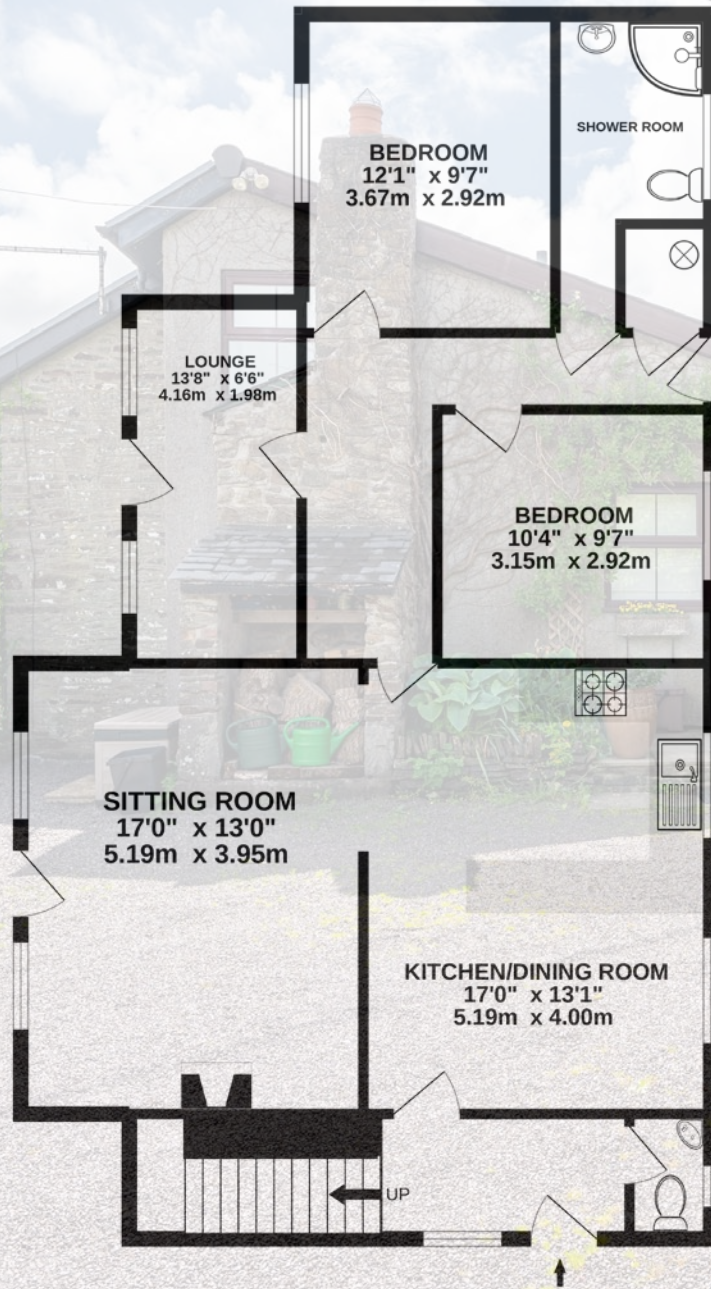 BEDROOM
12'1" x 9'7"
3.67m x 2.92m
SHOWER ROOM
LOUNGE
13'8" x 6'6"
4.16m x 1.98m
BEDROOM
10'4" x 9'7"
3.15m x 2.92m
SITTING ROOM
17'0" x 13'0"
5.19m x 3.95m
KITCHEN/DINING ROOM
17'0" x 13'1"
5.19m x 4.00m
UP